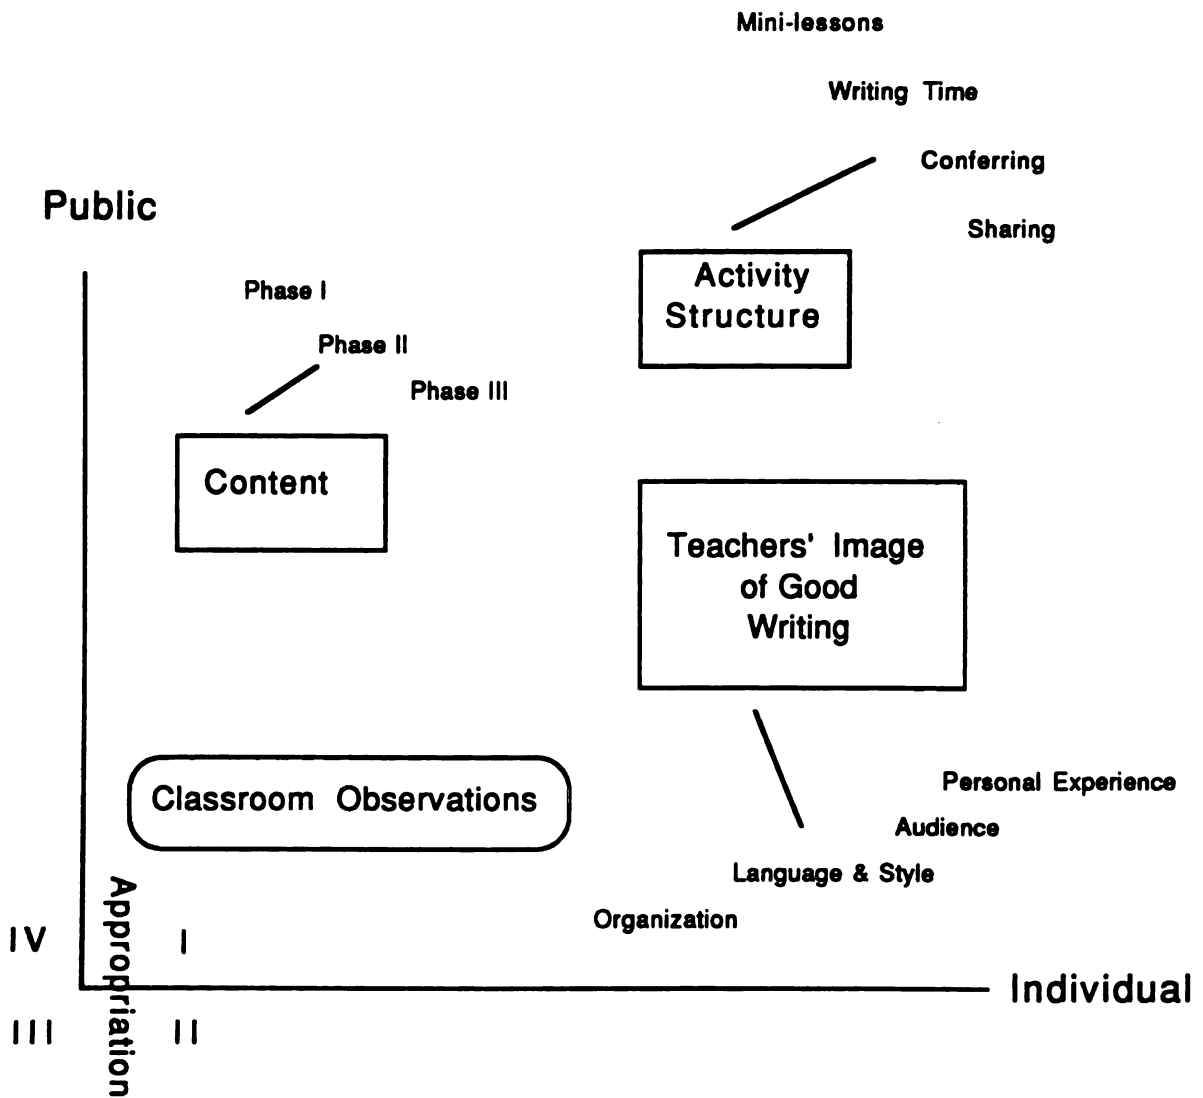 Mini-lessons
Writing Time
Conferring
Sharing
Public
Activity
Structure
Phase I
Phase II
Phase III
Content
Teachers' Image
of Good
Writing
Classroom Observations
Personal Experience
Audience
Language & Style
Organization
Appropriation
IV
I
Individual
III
II